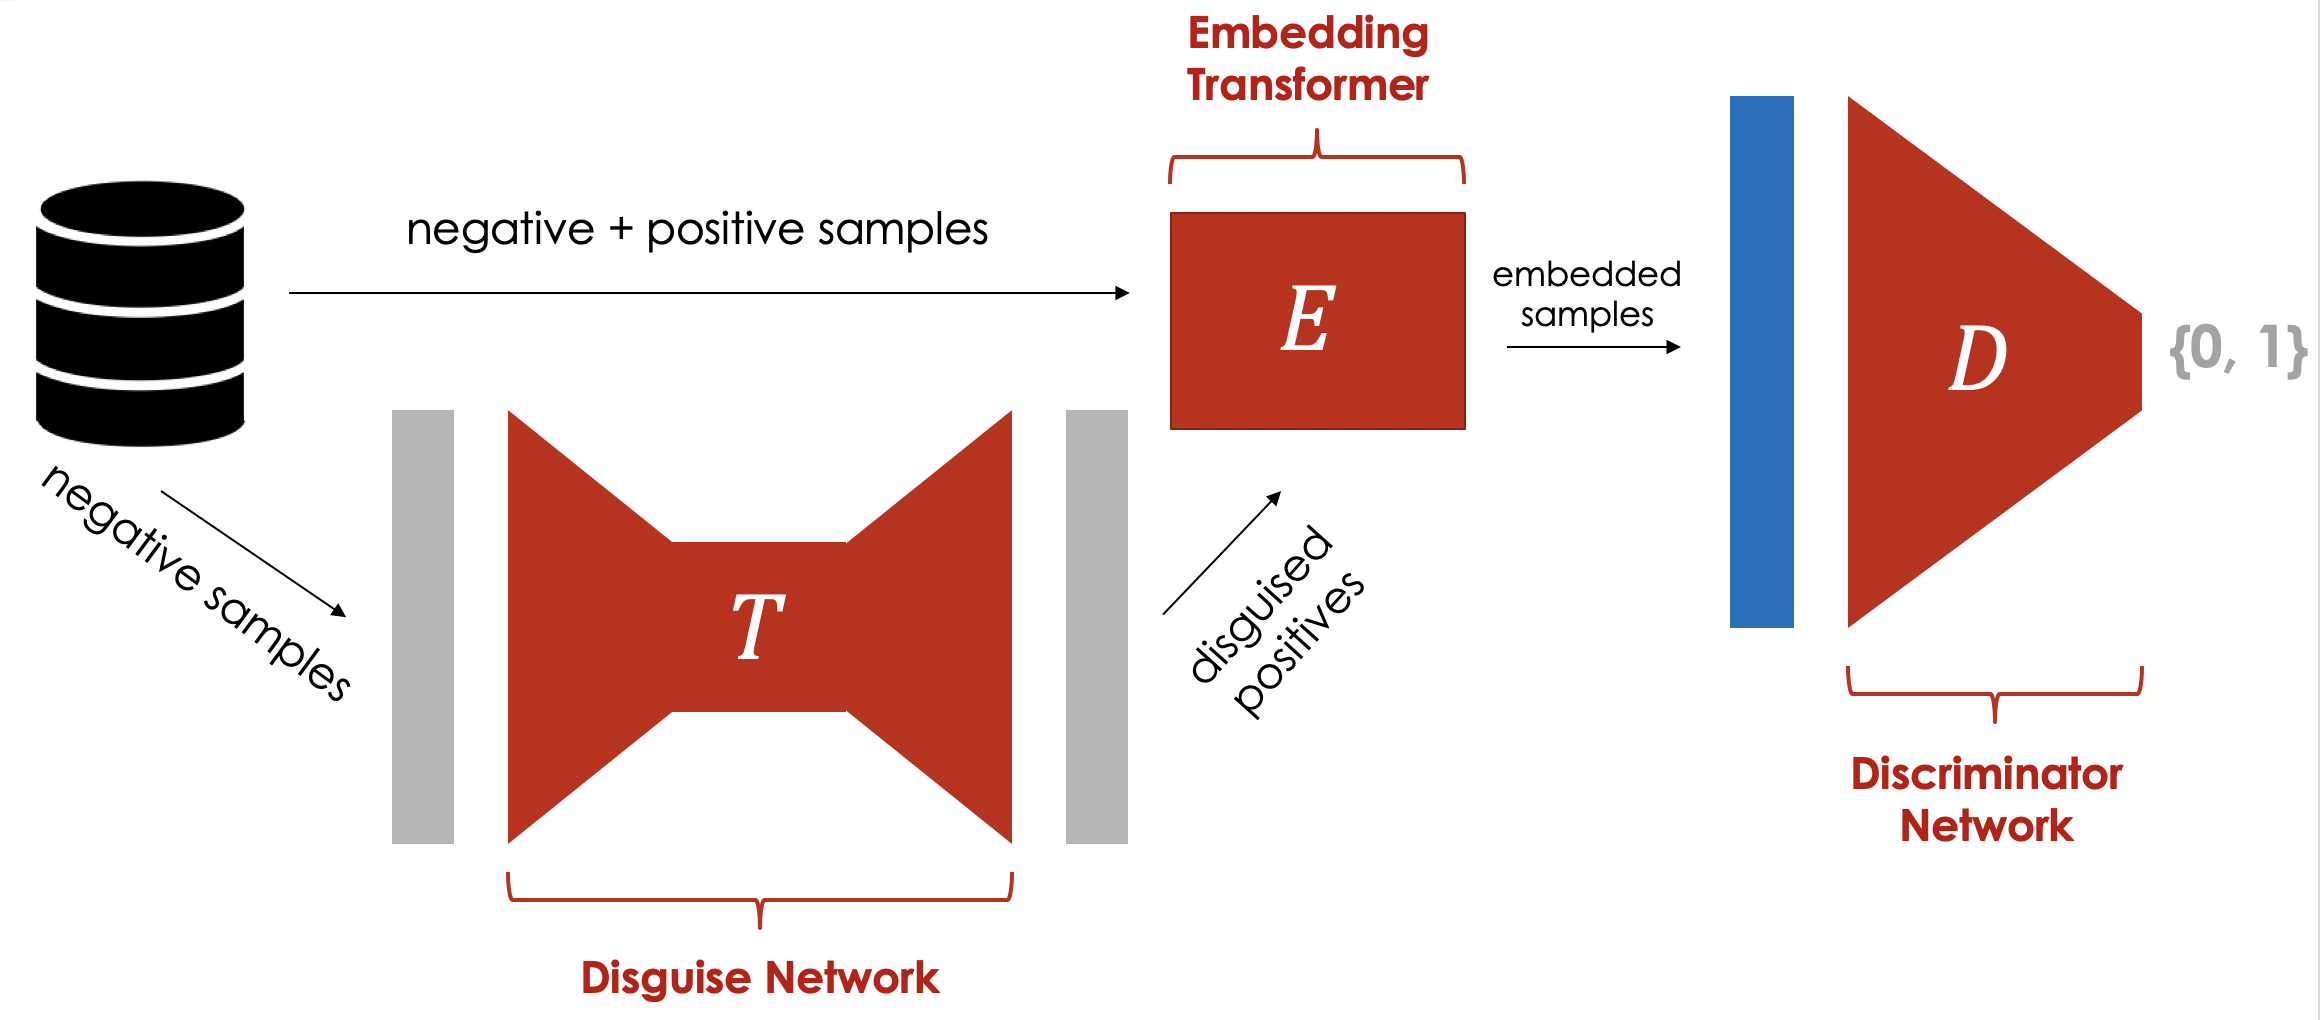 Embedding
Transformer
negative + positive samples
E
embedded
samples
D
{0, 1}
negative samples
T
disguised
positives
Discriminator
Network
Disguise Network